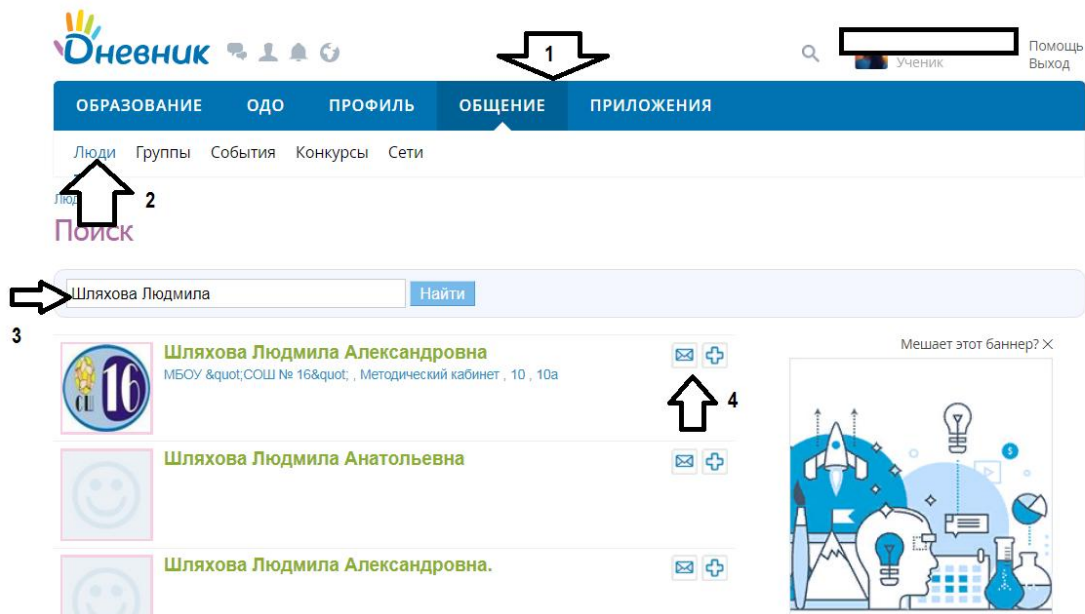 Дневник
1
Ученик
Помощь
Выход
ОБРАЗОВАНИЕ ОДО ПРОФИЛЬ ОБЩЕНИЕ ПРИЛОЖЕНИЯ
Люди Группы События Конкурсы Сети
2
Поиск
Шляхова Людмила Найти
3
Шляхова Людмила Александровна
МБОУ &quot;СОШ № 16&quot; , Методический кабинет , 10 , 10а
СШ 16
4
Шляхова Людмила Анатольевна
Шляхова Людмила Александровна.
Мешает этот баннер? ×